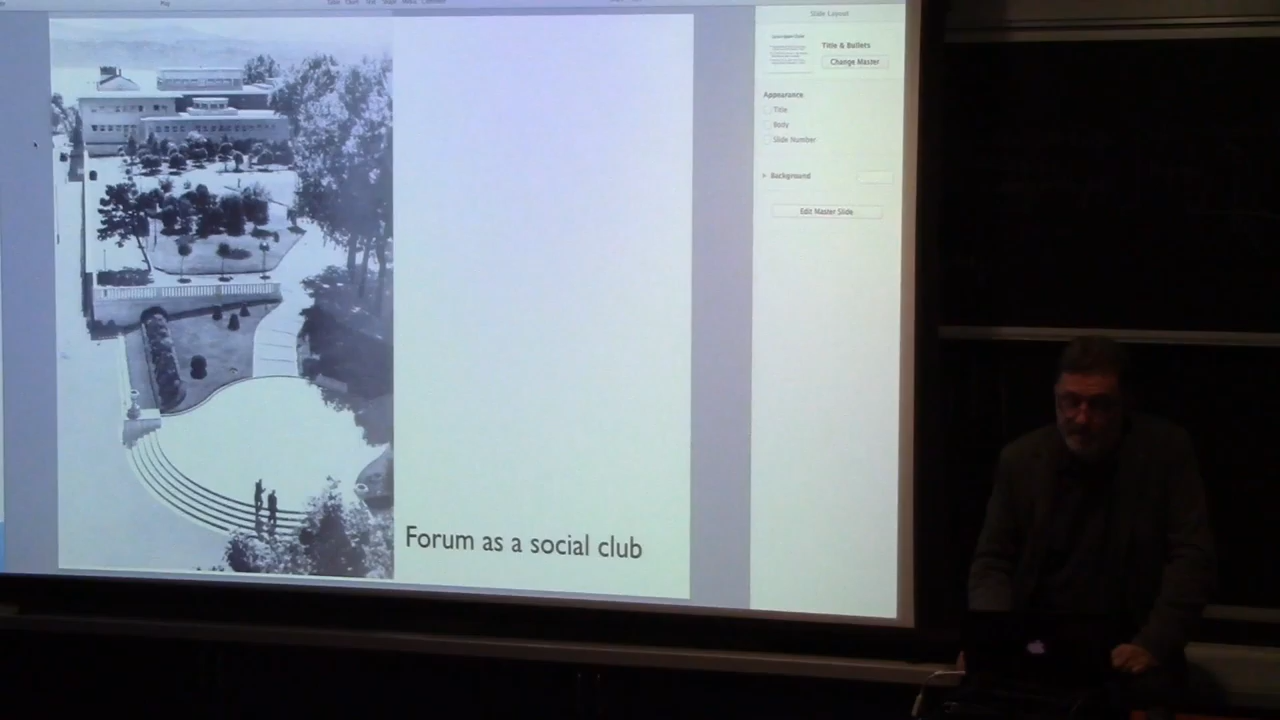 Play
Slide Layout
Title & Bullets
Change Master
Appearance
Title
Body
Slide Number
Background
Edit Master Slide
Forum as a social club